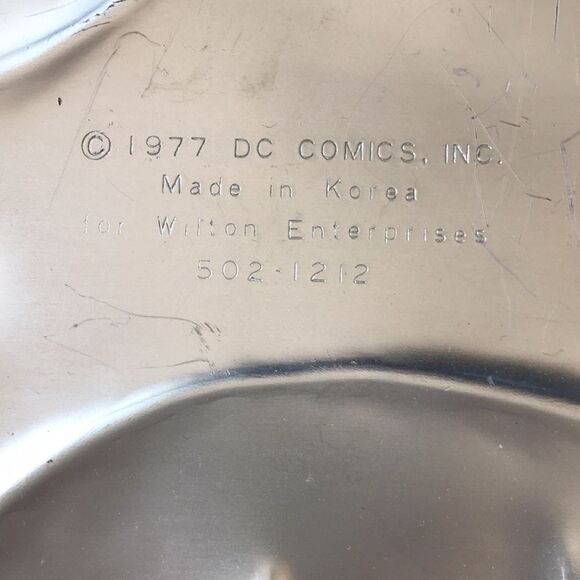 © 1977 DC COMICS, INC.
Made in Korea
for Wilton Enterprises
502-1212